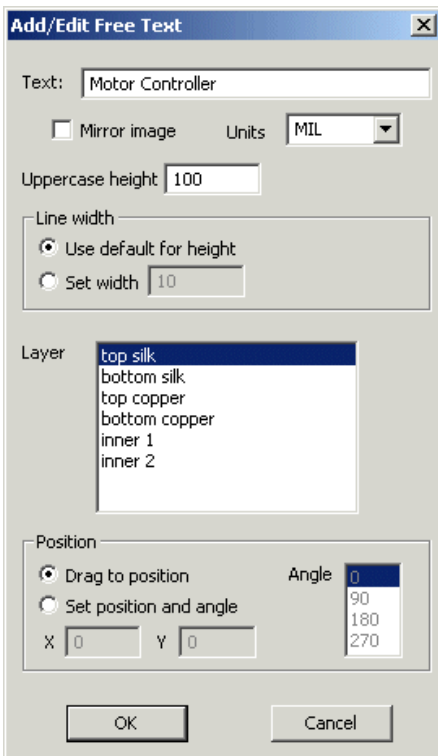 Add/Edit Free Text
Text: Motor Controller
Mirror image Units MIL
Uppercase height 100
Line width
Use default for height
Set width 10
Layer top silk
bottom silk
top copper
bottom copper
inner 1
inner 2
Position
Drag to position Angle 0
90
Set position and angle 180
X 0 Y 0 270
OK Cancel